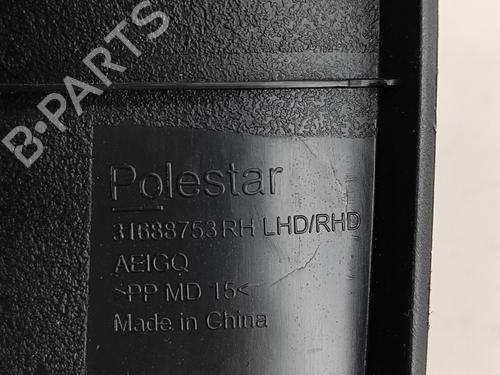 B-PARTS
Polestar
31688753 RH LHD/RHD
AEIGQ
>PP MD 15<
Made in China